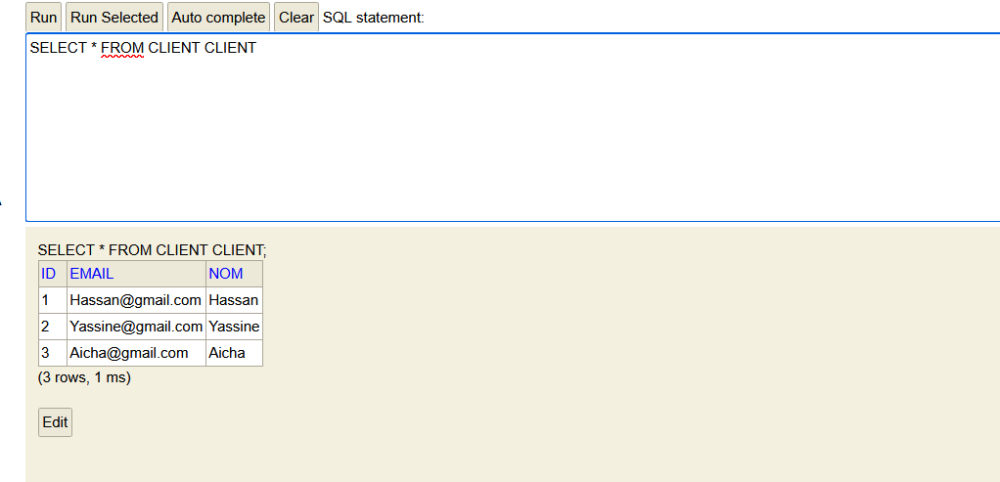 Run Run Selected Auto complete Clear SQL statement:
SELECT * FROM CLIENT CLIENT
SELECT * FROM CLIENT CLIENT;
ID EMAIL NOM
1 Hassan@gmail.com Hassan
2 Yassine@gmail.com Yassine
3 Aicha@gmail.com Aicha
(3 rows, 1 ms)
Edit